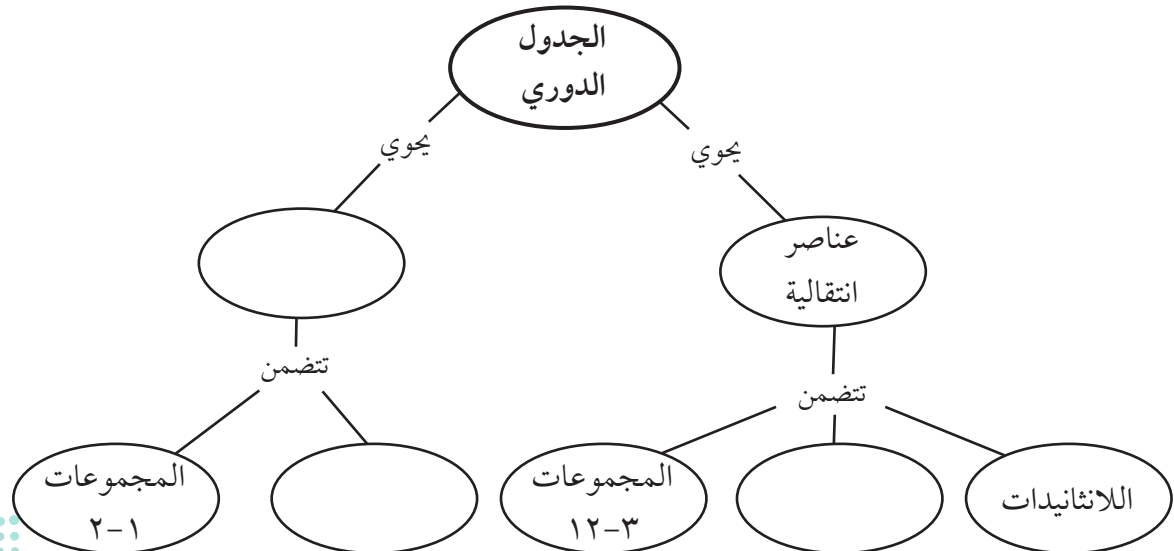 الجدول
الدوري
يحوي
يحوي
عناصر
انتقالية
تتضمن
تتضمن
اللانثانيدات
المجموعات
٣-١٢
المجموعات
١-٢